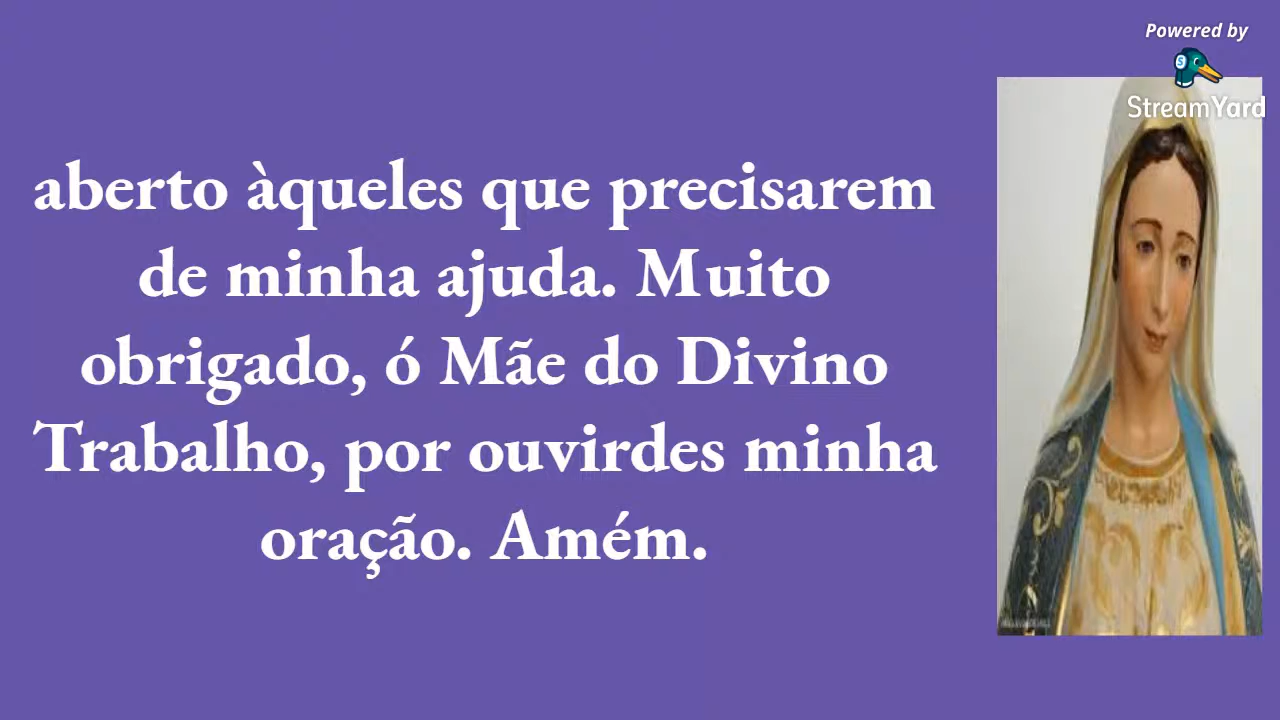 Powered by
StreamYard
aberto àqueles que precisarem
de minha ajuda. Muito
obrigado, ó Mãe do Divino
Trabalho, por ouvirdes minha
oração. Amém.